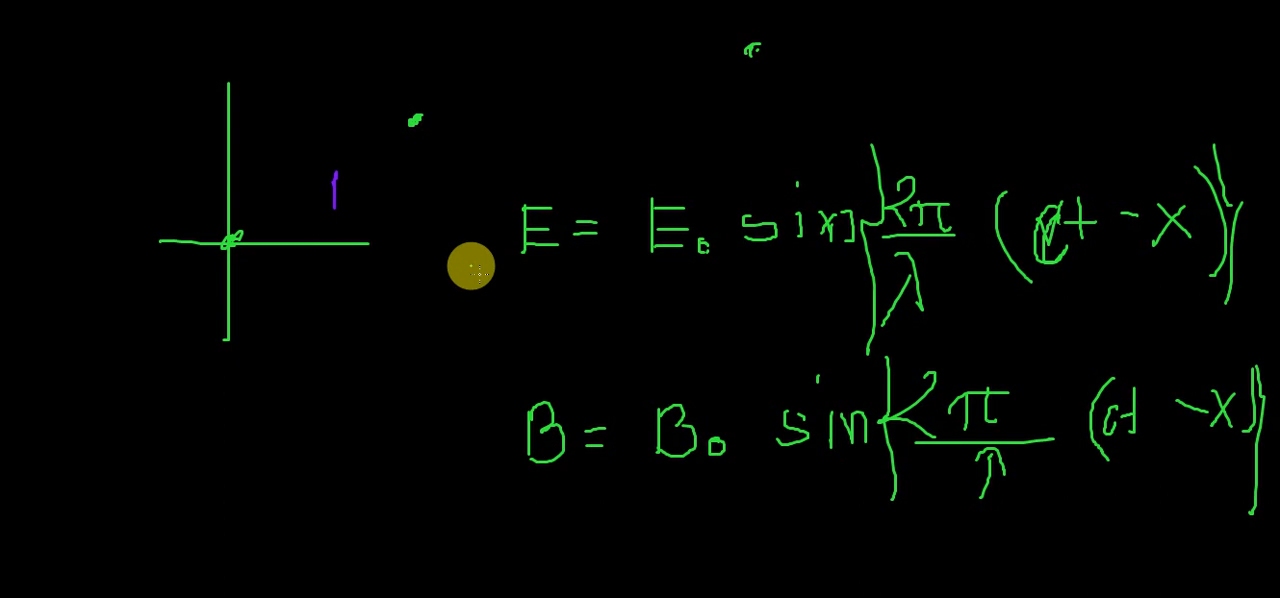 E = E₀ sin[2π/λ (ct - x)]
B = B₀ sin[2π/λ (ct - x)]